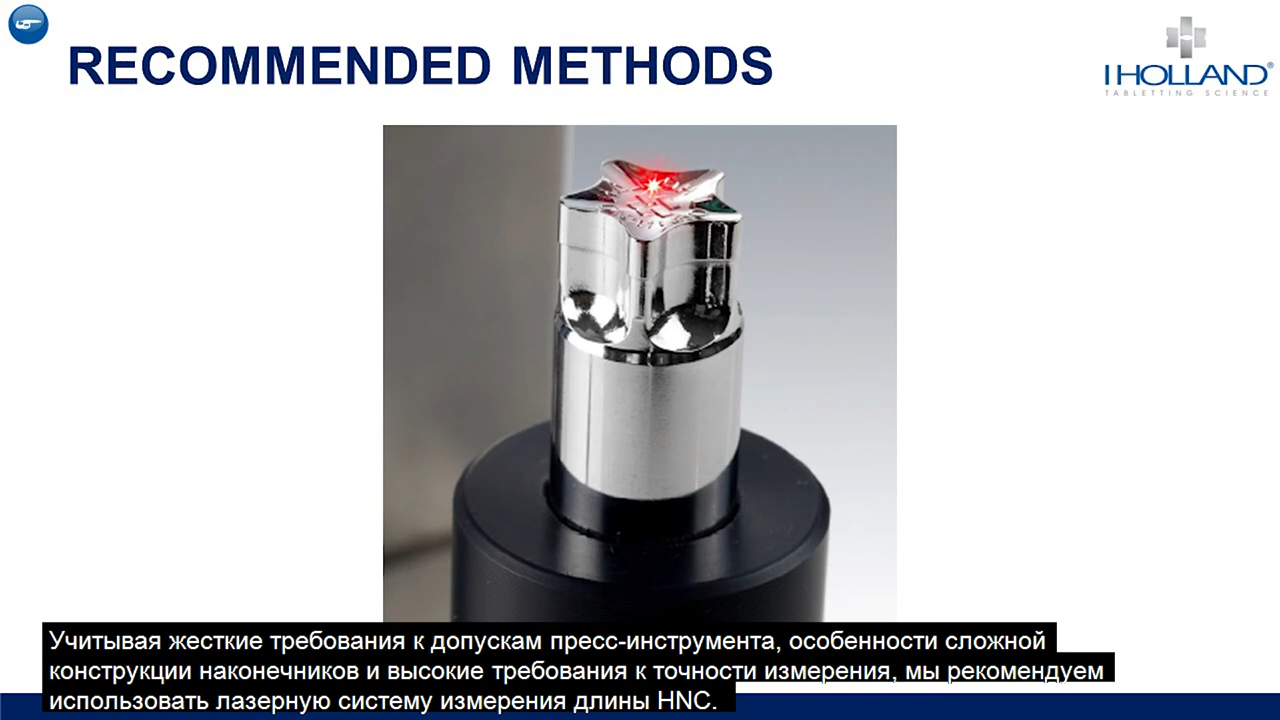 RECOMMENDED METHODS
I HOLLAND®
TABLETTING SCIENCE
Учитывая жесткие требования к допускам пресс-инструмента, особенности сложной
конструкции наконечников и высокие требования к точности измерения, мы рекомендуем
использовать лазерную систему измерения длины HNC.